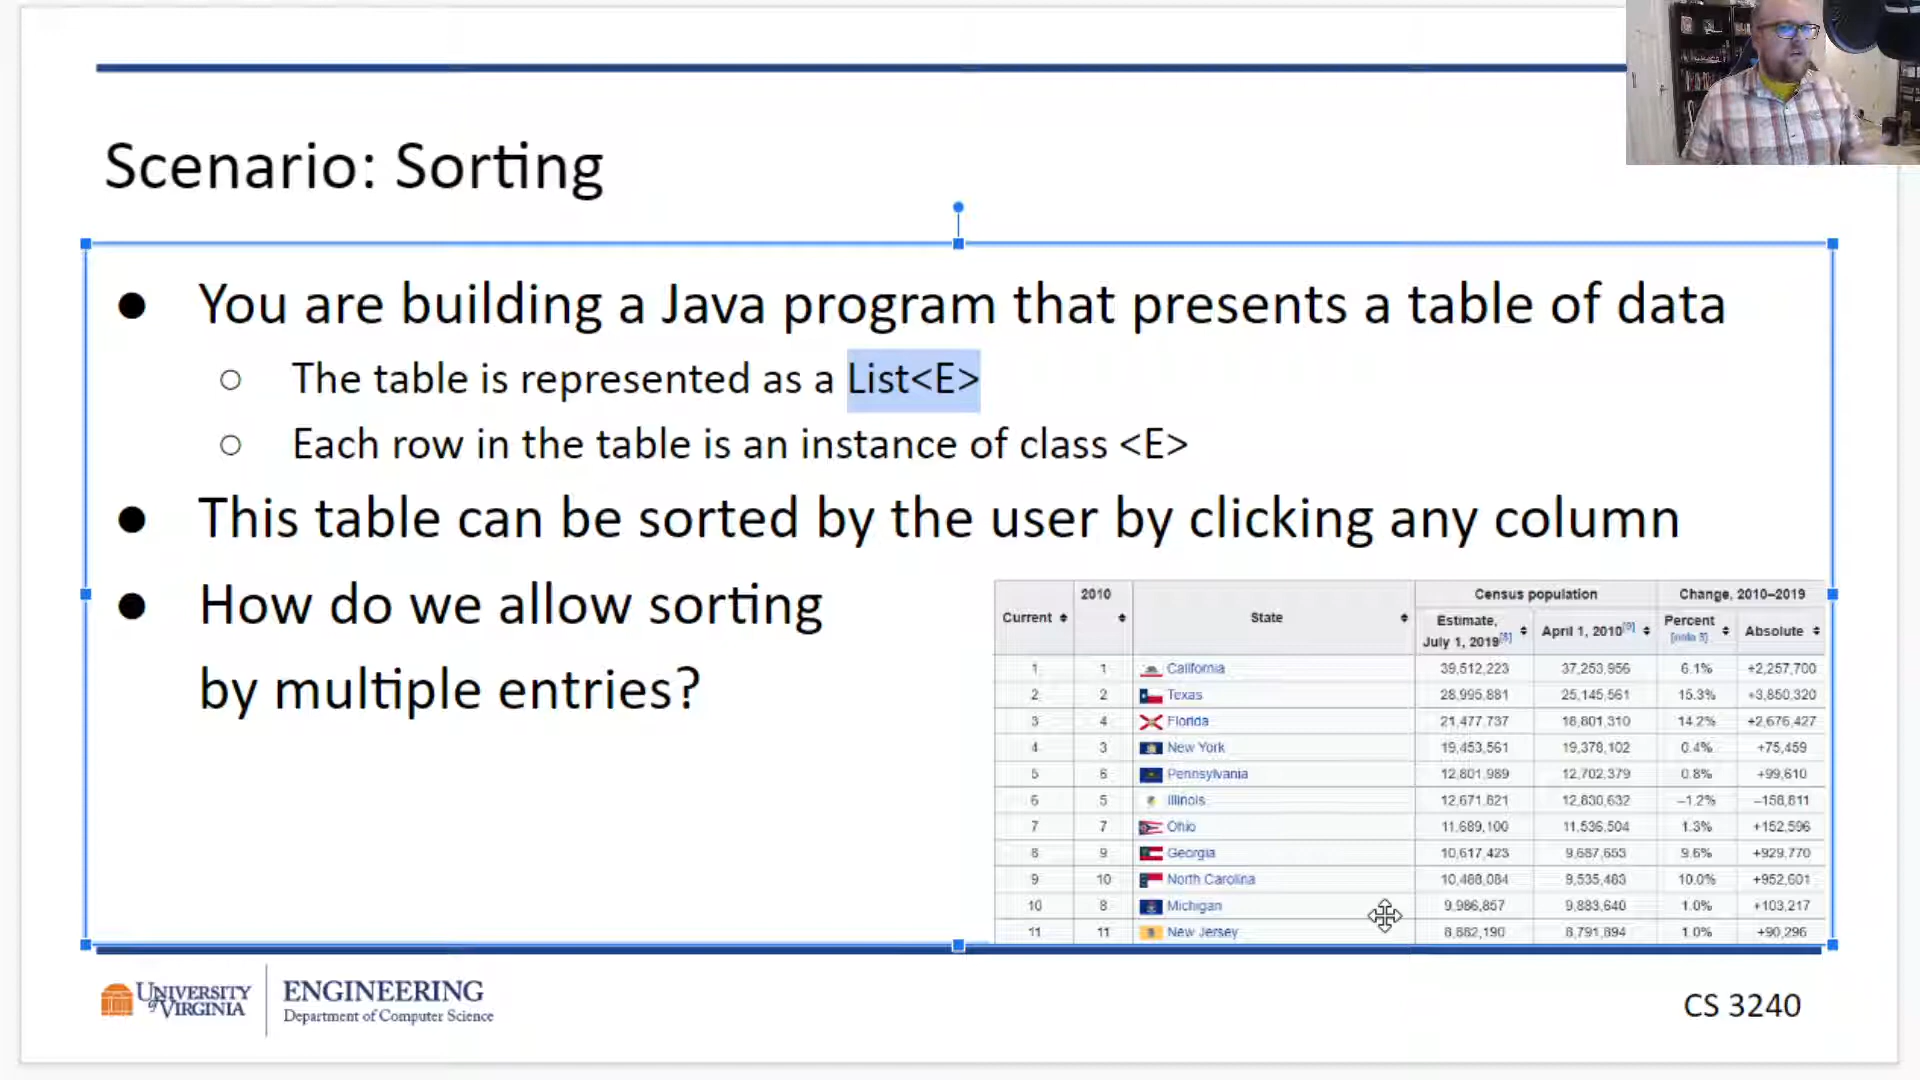 Scenario: Sorting
● You are building a Java program that presents a table of data
○ The table is represented as a List<E>
○ Each row in the table is an instance of class <E>
● This table can be sorted by the user by clicking any column
● How do we allow sorting
by multiple entries?
Current 2010 State Census population Change, 2010–2019
Estimate, July 1, 2019[8] April 1, 2010[9] Percent [note 3] Absolute
1 1 California 39,512,223 37,253,956 6.1% +2,257,700
2 2 Texas 28,995,881 25,145,561 15.3% +3,850,320
3 4 Florida 21,477,737 18,801,310 14.2% +2,676,427
4 3 New York 19,453,561 19,378,102 0.4% +75,459
5 6 Pennsylvania 12,801,989 12,702,379 0.8% +99,610
6 5 Illinois 12,671,821 12,830,632 –1.2% –158,811
7 7 Ohio 11,689,100 11,536,504 1.3% +152,596
8 9 Georgia 10,617,423 9,687,653 9.6% +929,770
9 10 North Carolina 10,488,084 9,535,483 10.0% +952,601
10 8 Michigan 9,986,857 9,883,640 1.0% +103,217
11 11 New Jersey 8,882,190 8,791,894 1.0% +90,296
UNIVERSITY of VIRGINIA
ENGINEERING
Department of Computer Science
CS 3240